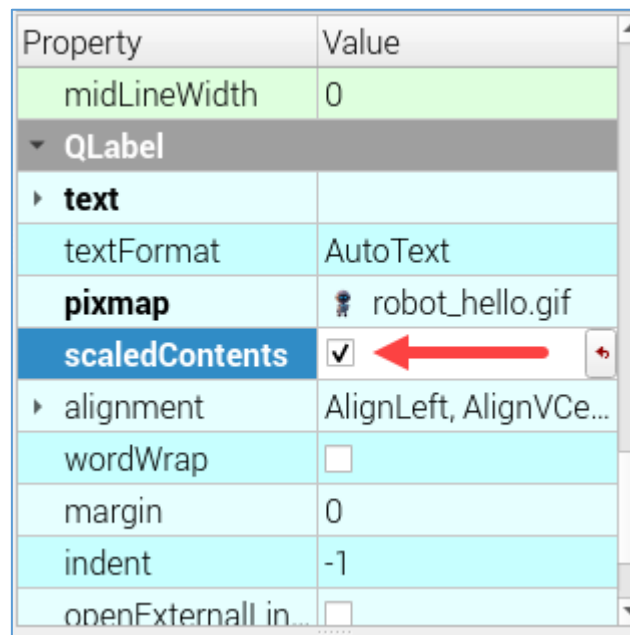 Property Value
midLineWidth 0
QLabel
text
textFormat AutoText
pixmap robot_hello.gif
scaledContents
alignment AlignLeft, AlignVCe...
wordWrap
margin 0
indent -1
openExternalLin...